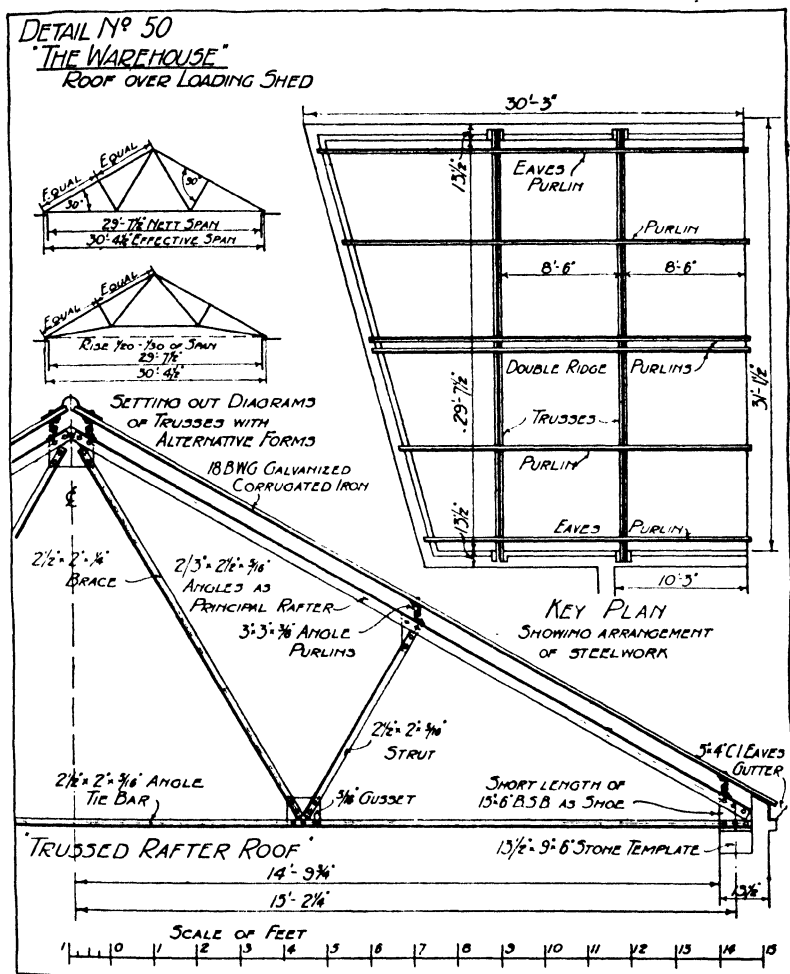 DETAIL Nº 50
"THE WAREHOUSE"
ROOF OVER LOADING SHED
EQUAL
EQUAL
30°
30°
29'-7½" NETT SPAN
30'-4½" EFFECTIVE SPAN
EQUAL
EQUAL
RISE 1/20 - 1/30 OF SPAN
29'-7½"
30'-4½"
SETTING OUT DIAGRAMS
OF TRUSSES WITH
ALTERNATIVE FORMS
30'-3"
13½"
EAVES
PURLIN
PURLIN
8'-6"
8'-6"
DOUBLE RIDGE PURLINS
29'-7½"
31'-1½"
TRUSSES
PURLIN
13½"
EAVES PURLIN
10'-3"
KEY PLAN
SHOWING ARRANGEMENT
OF STEELWORK
18 BWG GALVANIZED
CORRUGATED IRON
℄
2½" × 2" × ¼"
BRACE
2/3" × 2½" × 5/16"
ANGLES AS
PRINCIPAL RAFTER
3" × 3" × 3/8" ANGLE
PURLINS
2½" × 2" × 5/16"
STRUT
2½" × 2" × 5/16" ANGLE
TIE BAR
5/16" GUSSET
SHORT LENGTH OF
15" × 6" B.S.B AS SHOE
5" × 4" C I EAVES
GUTTER
"TRUSSED RAFTER ROOF"
13½" × 9" × 6" STONE TEMPLATE
14'-9¾"
13½"
15'-2¼"
SCALE OF FEET
1 0 1 2 3 4 5 6 7 8 9 10 11 12 13 14 15